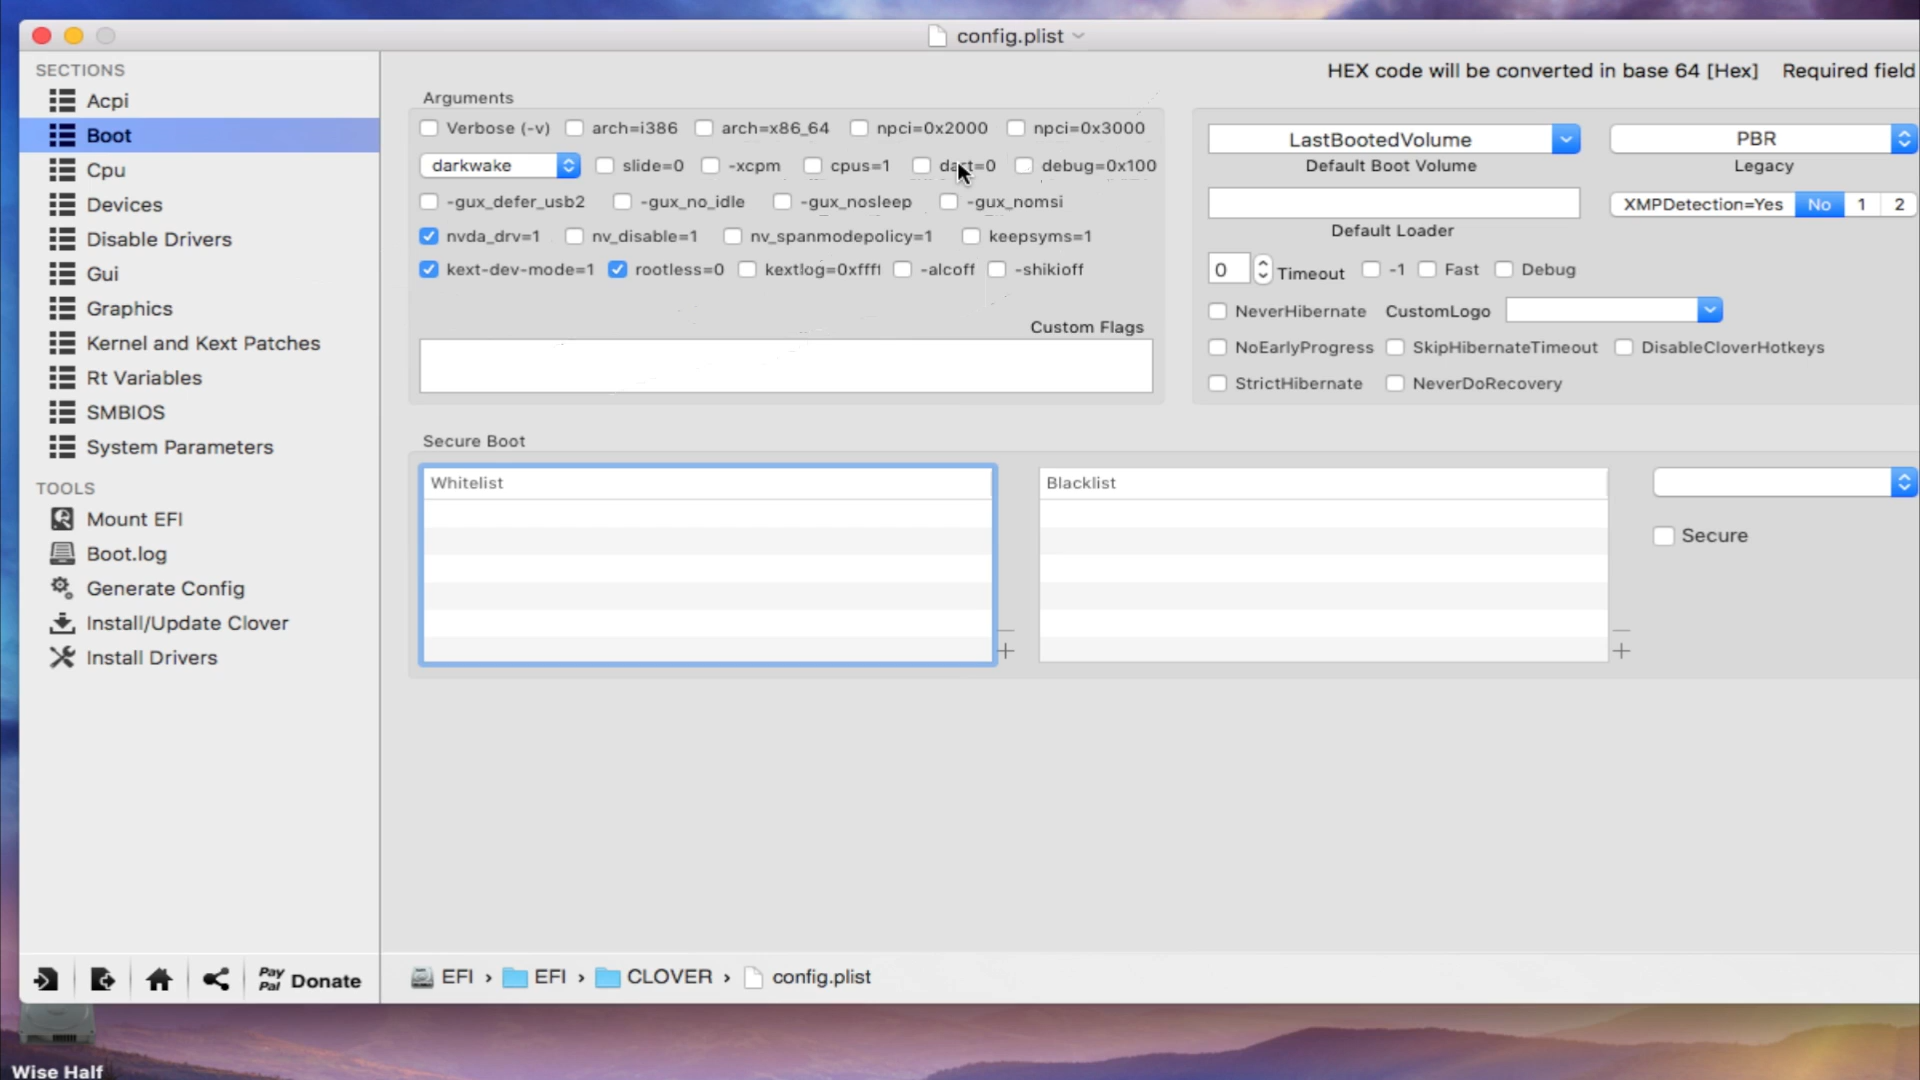 config.plist
SECTIONS
Acpi
Boot
Cpu
Devices
Disable Drivers
Gui
Graphics
Kernel and Kext Patches
Rt Variables
SMBIOS
System Parameters
TOOLS
Mount EFI
Boot.log
Generate Config
Install/Update Clover
Install Drivers
Pay Pal Donate
HEX code will be converted in base 64 [Hex] Required field
Arguments
Verbose (-v) arch=i386 arch=x86_64 npci=0x2000 npci=0x3000
darkwake slide=0 -xcpm cpus=1 dart=0 debug=0x100
-gux_defer_usb2 -gux_no_idle -gux_nosleep -gux_nomsi
nvda_drv=1 nv_disable=1 nv_spanmodepolicy=1 keepsyms=1
kext-dev-mode=1 rootless=0 kextlog=0xffff -alcoff -shikioff
Custom Flags
LastBootedVolume PBR
Default Boot Volume Legacy
XMPDetection=Yes No 1 2
Default Loader
0 Timeout -1 Fast Debug
NeverHibernate CustomLogo
NoEarlyProgress SkipHibernateTimeout DisableCloverHotkeys
StrictHibernate NeverDoRecovery
Secure Boot
Whitelist Blacklist
Secure
EFI › EFI › CLOVER › config.plist
Wise Half